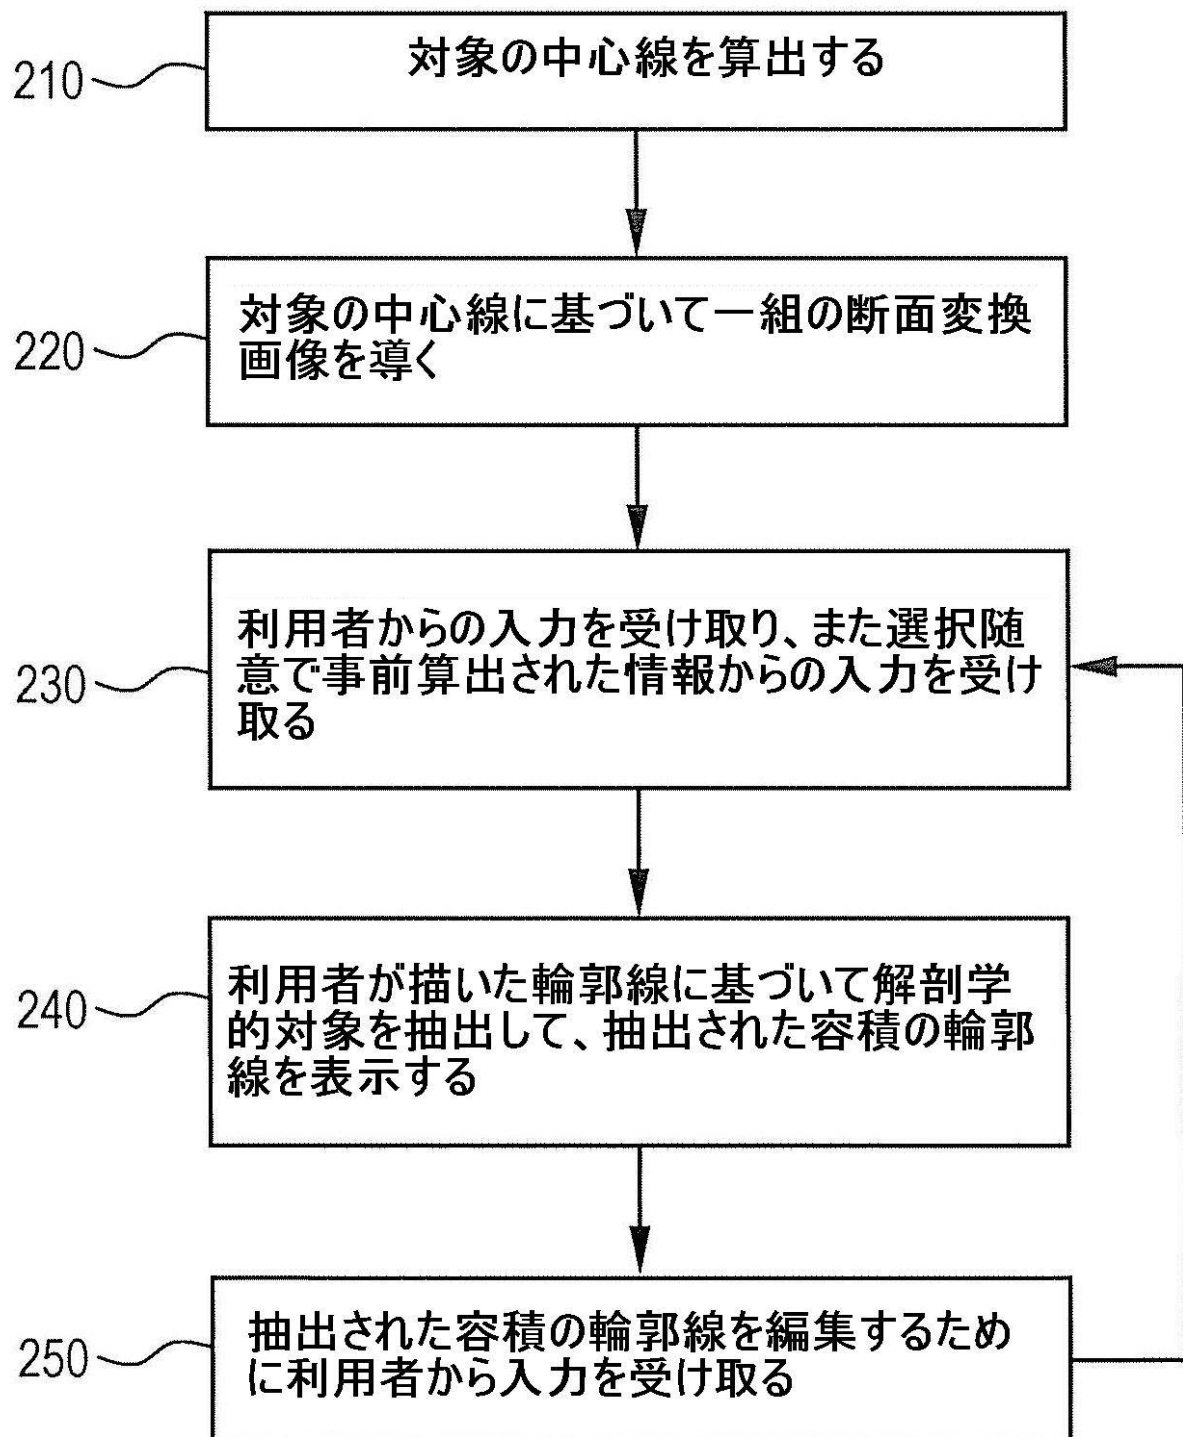 210
対象の中心線を算出する
220
対象の中心線に基づいて一組の断面変換
画像を導く
230
利用者からの入力を受け取り、また選択随
意で事前算出された情報からの入力を受け
取る
240
利用者が描いた輪郭線に基づいて解剖学
的対象を抽出して、抽出された容積の輪郭
線を表示する
250
抽出された容積の輪郭線を編集するため
に利用者から入力を受け取る